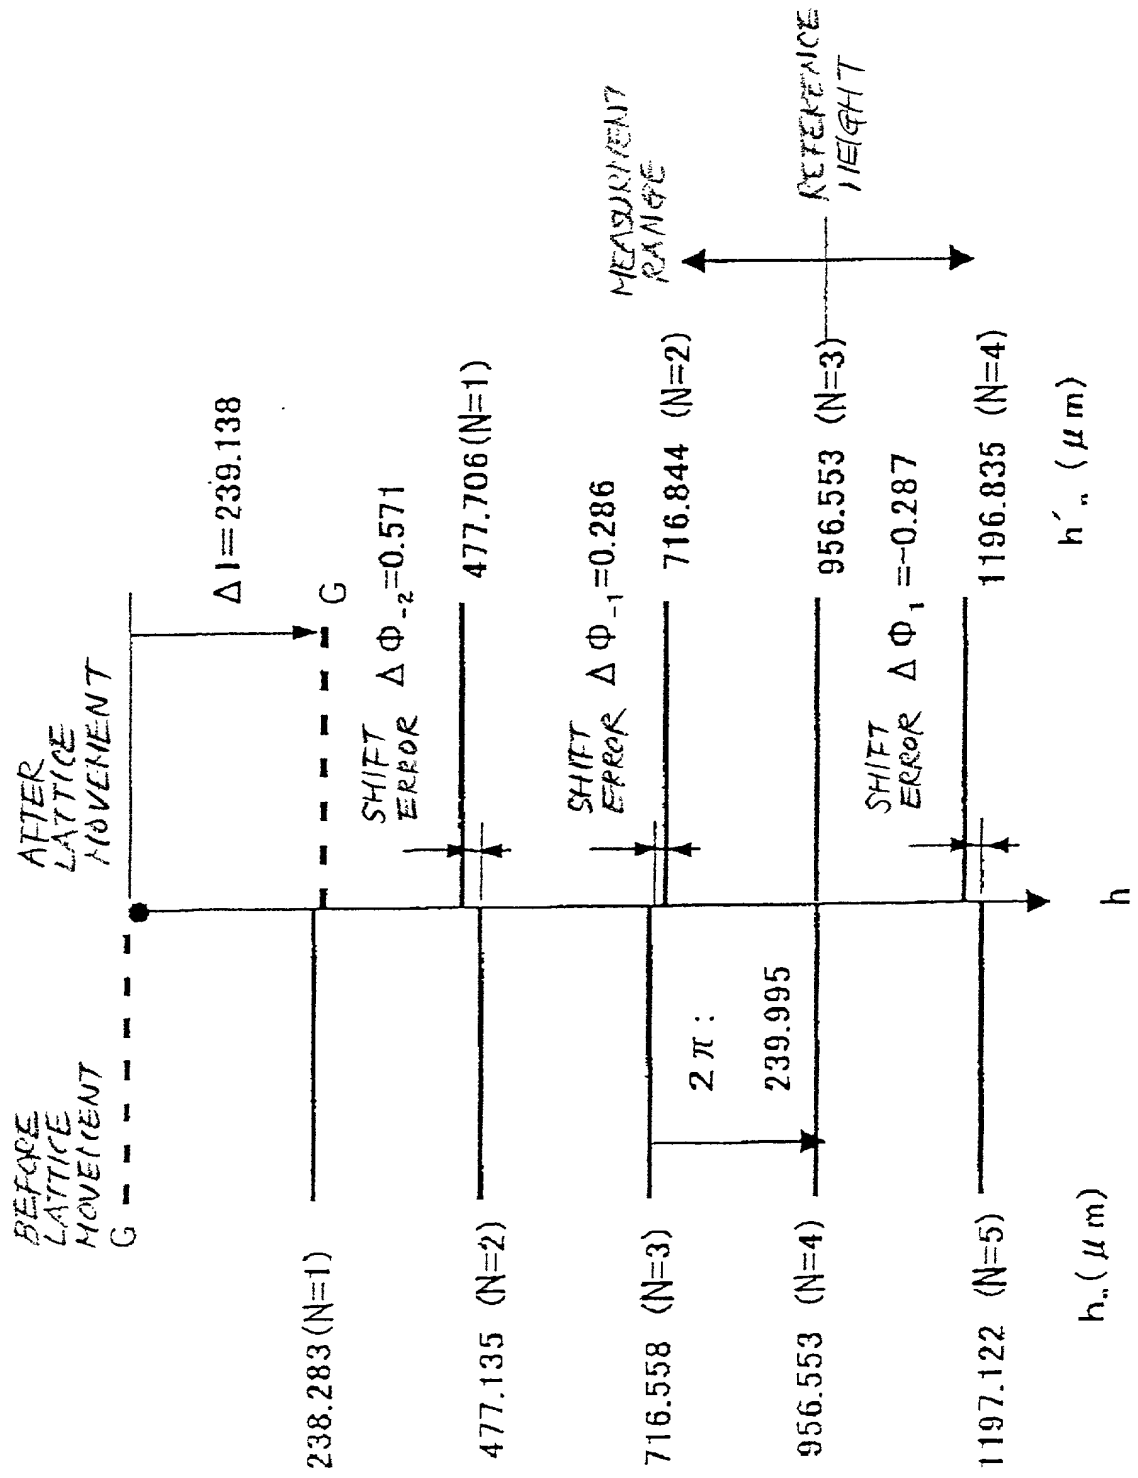 BEFORE
LATTICE
MOVEMENT
G
AFTER
LATTICE
MOVEMENT
Δl=239.138
G
238.283(N=1)
SHIFT
ERROR ΔΦ₋₂=0.571
477.135 (N=2)
477.706(N=1)
SHIFT
ERROR ΔΦ₋₁=0.286
716.558 (N=3)
716.844 (N=2)
MEASURMENT
RANGE
2π:
239.995
956.553 (N=4)
956.553 (N=3)
REFERENCE
HEIGHT
SHIFT
ERROR ΔΦ₁=-0.287
1197.122 (N=5)
1196.835 (N=4)
hₙ(μm)
h
h´ₙ(μm)